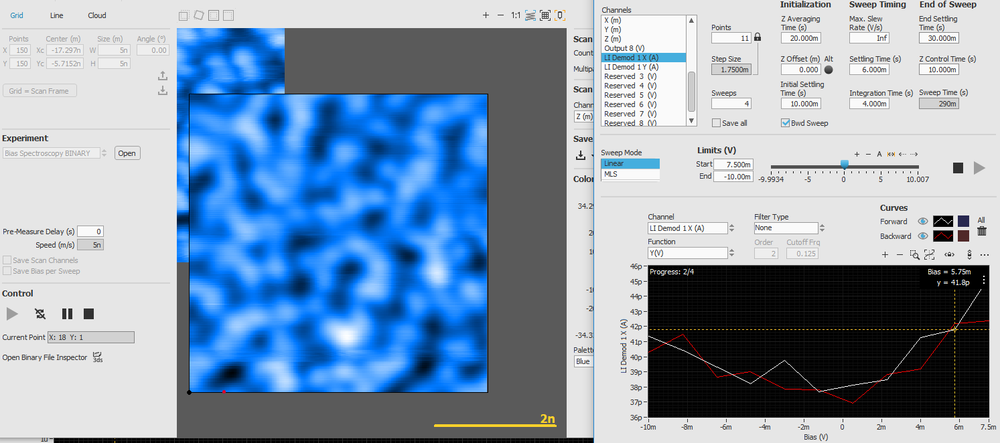 Grid Line Cloud
Points Center (m) Size (m) Angle (°)
X 150 Xc -17.297n W 5n 0.00
Y 150 Yc -5.7152n H 5n
Grid = Scan Frame
Experiment
Bias Spectroscopy BINARY Open
Pre-Measure Delay (s) 0
Speed (m/s) 5n
Save Scan Channels
Save Bias per Sweep
Control
Current Point X: 18 Y: 1
Open Binary File Inspector 3ds
1:1
2n
Scan
Scan
Z (m)
Save
34.29
-34.3
Blue
Channels
X (m)
Y (m)
Z (m)
Output 8 (V)
LI Demod 1 X (A)
LI Demod 1 Y (A)
Reserved 3 (V)
Reserved 4 (V)
Reserved 5 (V)
Reserved 6 (V)
Reserved 7 (V)
Reserved 8 (V)
Points
11
Step Size
1.7500m
Sweeps
4
Save all
Initialization
Z Averaging
Time (s)
20.000m
Z Offset (m) Alt
0.000
Initial Settling
Time (s)
10.000m
Bwd Sweep
Sweep Timing
Max. Slew
Rate (V/s)
Inf
Settling Time (s)
6.000m
Integration Time (s)
4.000m
End of Sweep
End Settling
Time (s)
30.000m
Z Control Time (s)
10.000m
Sweep Time (s)
290m
Sweep Mode
Linear
MLS
Limits (V)
Start 7.500m
End -10.00m
A
-9.9934 -5 0 5 10.007
Channel
LI Demod 1 X (A)
Function
Y(V)
Filter Type
None
Order Cutoff Frq
2 0.125
Curves
Forward
Backward
All
Progress: 2/4
Bias = 5.75m
y = 41.8p
LI Demod 1 X (A)
46p
45p
44p
43p
42p
41p
40p
39p
38p
37p
36p
-10m -8m -6m -4m -2m 0 2m 4m 6m 7.5m
Bias (V)